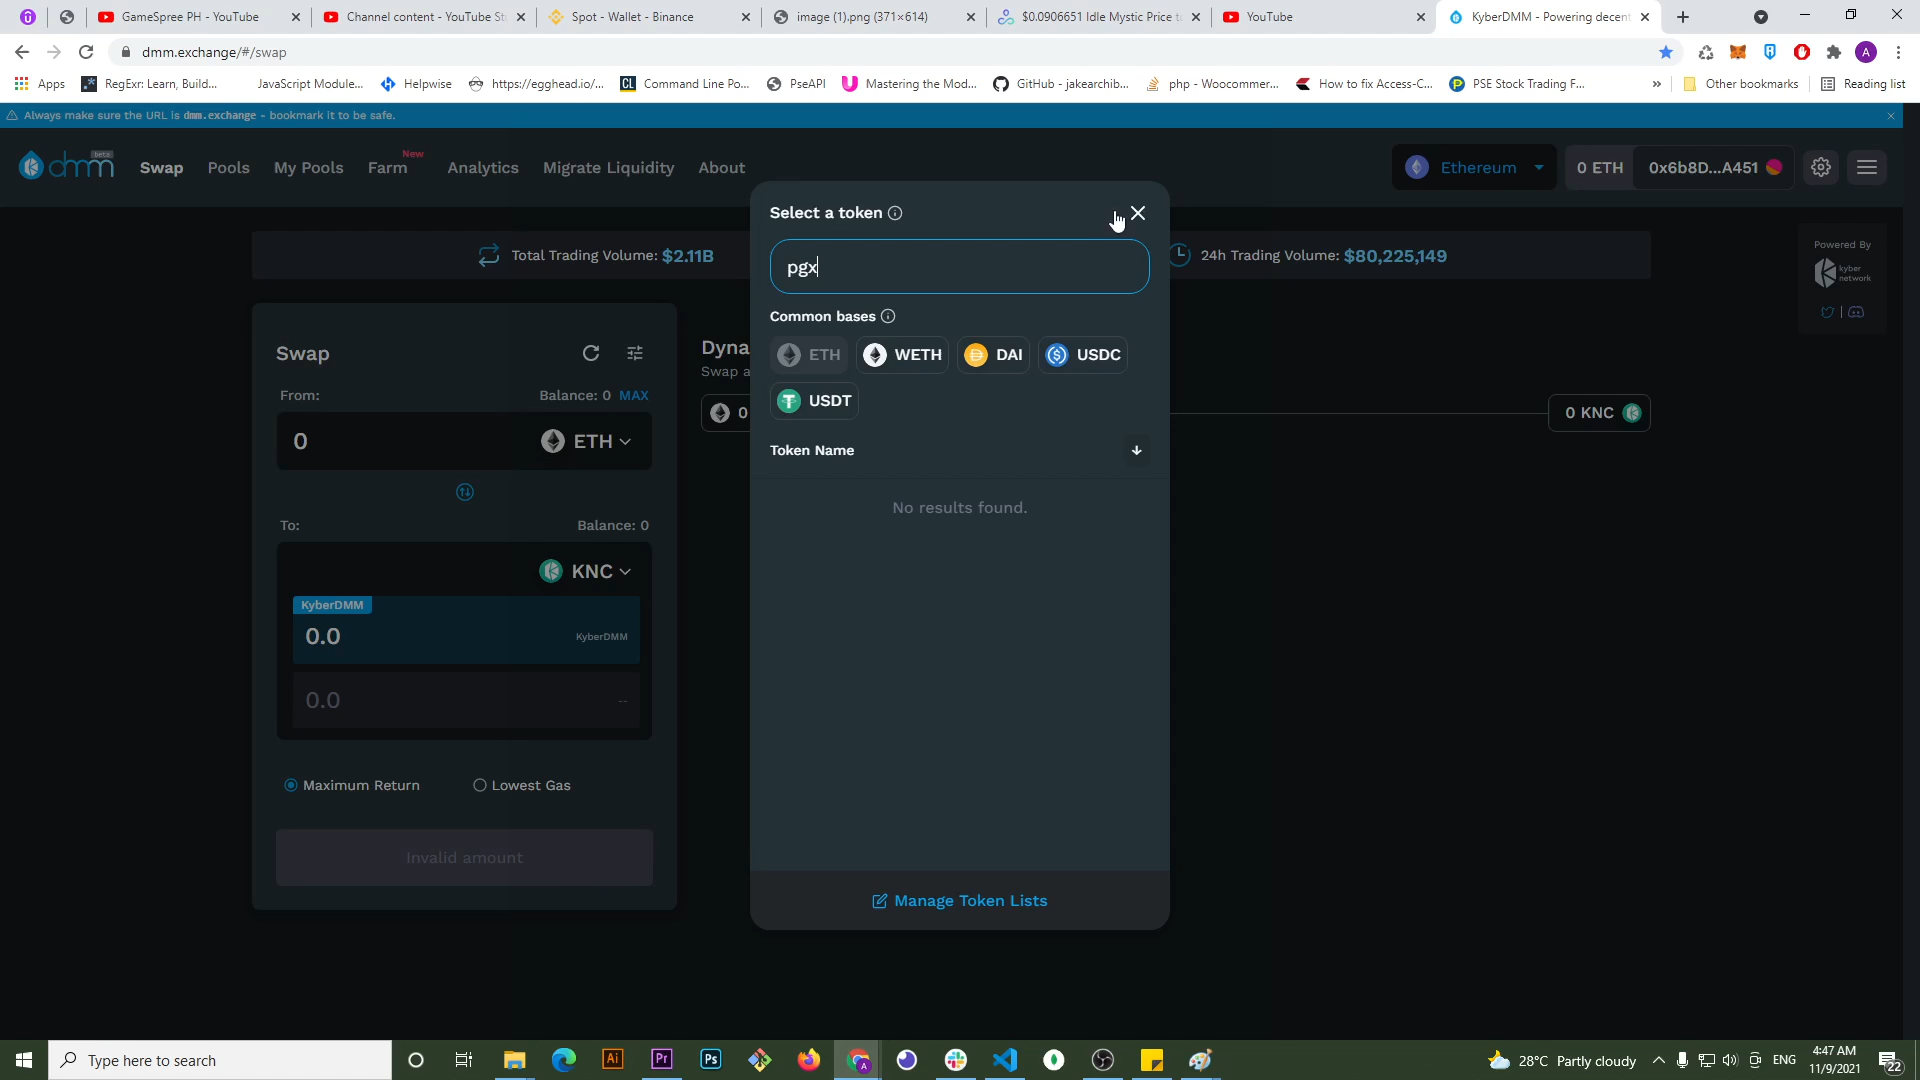 GameSpree PH - YouTube
Channel content - YouTube St
Spot - Wallet - Binance
image (1).png (371×614)
$0.0906651 Idle Mystic Price t
YouTube
KyberDMM - Powering decent
dmm.exchange/#/swap
A
Apps
RegExr: Learn, Build...
JavaScript Module...
Helpwise
https://egghead.io/...
CL
Command Line Po...
PseAPI
Mastering the Mod...
GitHub - jakearchib...
php - Woocommer...
How to fix Access-C...
PSE Stock Trading F...
»
Other bookmarks
Reading list
Always make sure the URL is dmm.exchange - bookmark it to be safe.
dmm
beta
Swap
Pools
My Pools
Farm
New
Analytics
Migrate Liquidity
About
Ethereum
0 ETH
0x6b8D...A451
Total Trading Volume: $2.11B
24h Trading Volume: $80,225,149
Powered By
kyber network
Select a token
pgx
Common bases
ETH
WETH
DAI
USDC
USDT
Token Name
No results found.
Manage Token Lists
Swap
From:
Balance: 0 MAX
0
ETH
To:
Balance: 0
KNC
KyberDMM
0.0
KyberDMM
0.0
--
Maximum Return
Lowest Gas
Invalid amount
Dyna
Swap a
0
0 KNC
Type here to search
Ai
Pr
Ps
A
28°C Partly cloudy
ENG
4:47 AM
11/9/2021
22